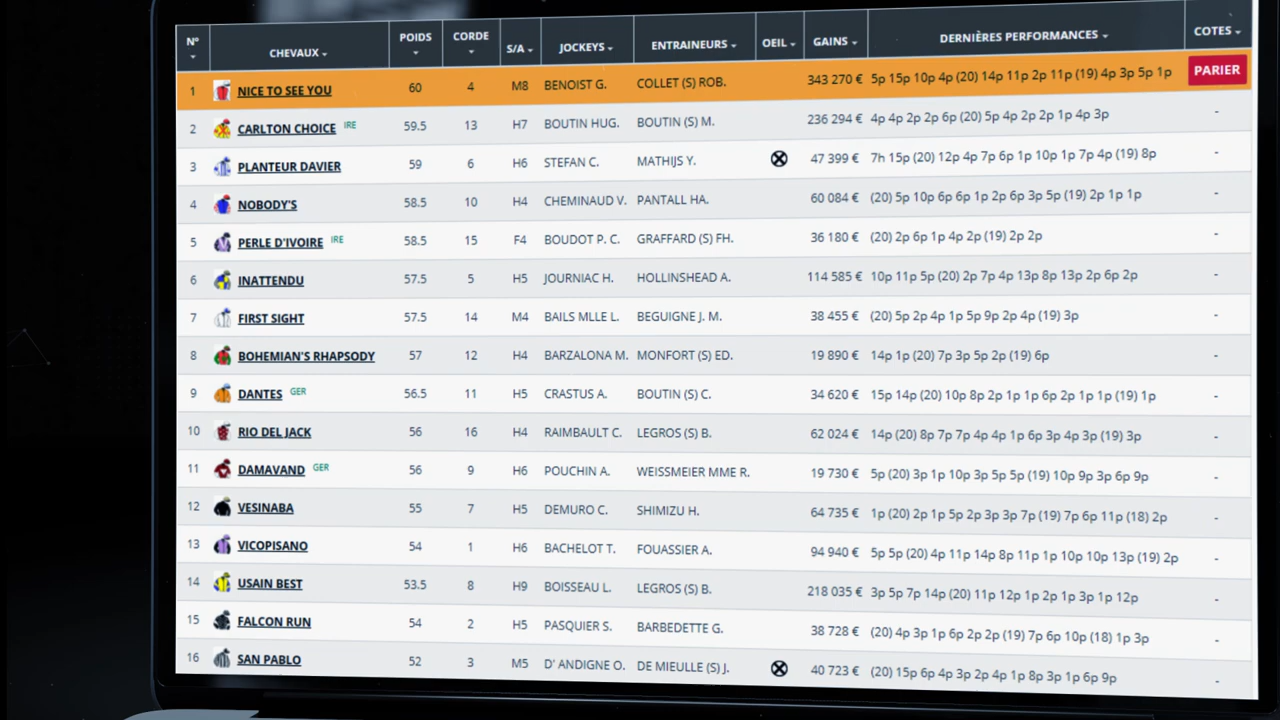 N° CHEVAUX POIDS CORDE S/A JOCKEYS ENTRAINEURS OEIL GAINS DERNIÈRES PERFORMANCES COTES
1 NICE TO SEE YOU 60 4 M8 BENOIST G. COLLET (S) ROB. 343 270 € 5p 15p 10p 4p (20) 14p 11p 2p 11p (19) 4p 3p 5p 1p PARIER
2 CARLTON CHOICE IRE 59.5 13 H7 BOUTIN HUG. BOUTIN (S) M. 236 294 € 4p 4p 2p 2p 6p (20) 5p 4p 2p 2p 1p 4p 3p -
3 PLANTEUR DAVIER 59 6 H6 STEFAN C. MATHIJS Y. 47 399 € 7h 15p (20) 12p 4p 7p 6p 1p 10p 1p 7p 4p (19) 8p -
4 NOBODY'S 58.5 10 H4 CHEMINAUD V. PANTALL HA. 60 084 € (20) 5p 10p 6p 6p 1p 2p 6p 3p 5p (19) 2p 1p 1p -
5 PERLE D'IVOIRE IRE 58.5 15 F4 BOUDOT P. C. GRAFFARD (S) FH. 36 180 € (20) 2p 6p 1p 4p 2p (19) 2p 2p -
6 INATTENDU 57.5 5 H5 JOURNIAC H. HOLLINSHEAD A. 114 585 € 10p 11p 5p (20) 2p 7p 4p 13p 8p 13p 2p 6p 2p -
7 FIRST SIGHT 57.5 14 M4 BAILS MLLE L. BEGUIGNE J. M. 38 455 € (20) 5p 2p 4p 1p 5p 9p 2p 4p (19) 3p -
8 BOHEMIAN'S RHAPSODY 57 12 H4 BARZALONA M. MONFORT (S) ED. 19 890 € 14p 1p (20) 7p 3p 5p 2p (19) 6p -
9 DANTES GER 56.5 11 H5 CRASTUS A. BOUTIN (S) C. 34 620 € 15p 14p (20) 10p 8p 2p 1p 1p 6p 2p 1p 1p (19) 1p -
10 RIO DEL JACK 56 16 H4 RAIMBAULT C. LEGROS (S) B. 62 024 € 14p (20) 8p 7p 7p 4p 4p 1p 6p 3p 4p 3p (19) 3p -
11 DAMAVAND GER 56 9 H6 POUCHIN A. WEISSMEIER MME R. 19 730 € 5p (20) 3p 1p 10p 3p 5p 5p (19) 10p 9p 3p 6p 9p -
12 VESINABA 55 7 H5 DEMURO C. SHIMIZU H. 64 735 € 1p (20) 2p 1p 5p 2p 3p 3p 7p (19) 7p 6p 11p (18) 2p -
13 VICOPISANO 54 1 H6 BACHELOT T. FOUASSIER A. 94 940 € 5p 5p (20) 4p 11p 14p 8p 11p 1p 10p 10p 13p (19) 2p -
14 USAIN BEST 53.5 8 H9 BOISSEAU L. LEGROS (S) B. 218 035 € 3p 5p 7p 14p (20) 11p 12p 1p 2p 1p 3p 1p 12p -
15 FALCON RUN 54 2 H5 PASQUIER S. BARBEDETTE G. 38 728 € (20) 4p 3p 1p 6p 2p 2p (19) 7p 6p 10p (18) 1p 3p -
16 SAN PABLO 52 3 M5 D' ANDIGNE O. DE MIEULLE (S) J. 40 723 € (20) 15p 6p 4p 3p 2p 4p 1p 8p 3p 1p 6p 9p -